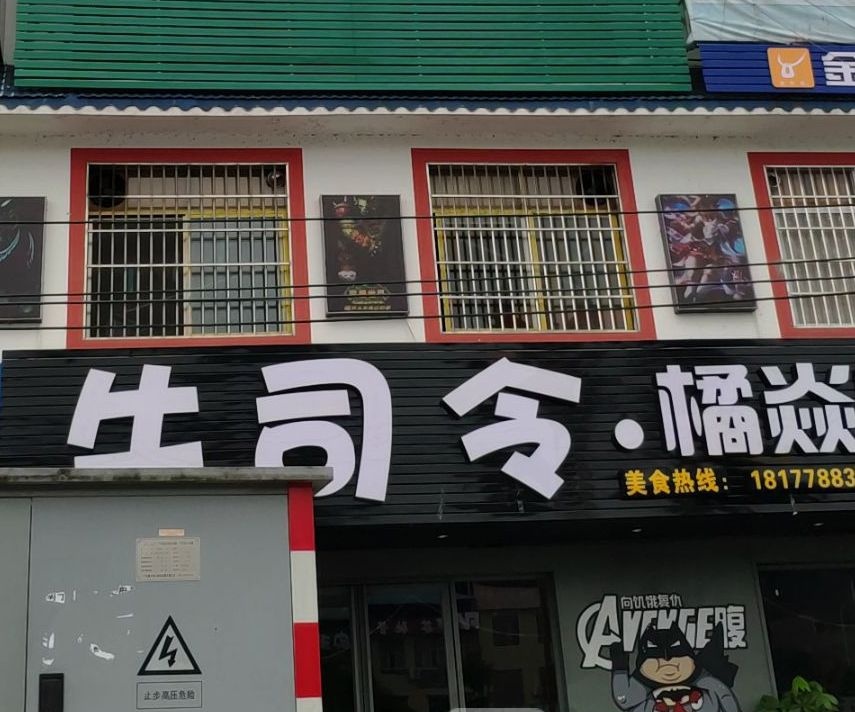 金
牛司令·橘焱
美食热线：18177883
向饥饿复仇
AVENGE腹
止步高压危险